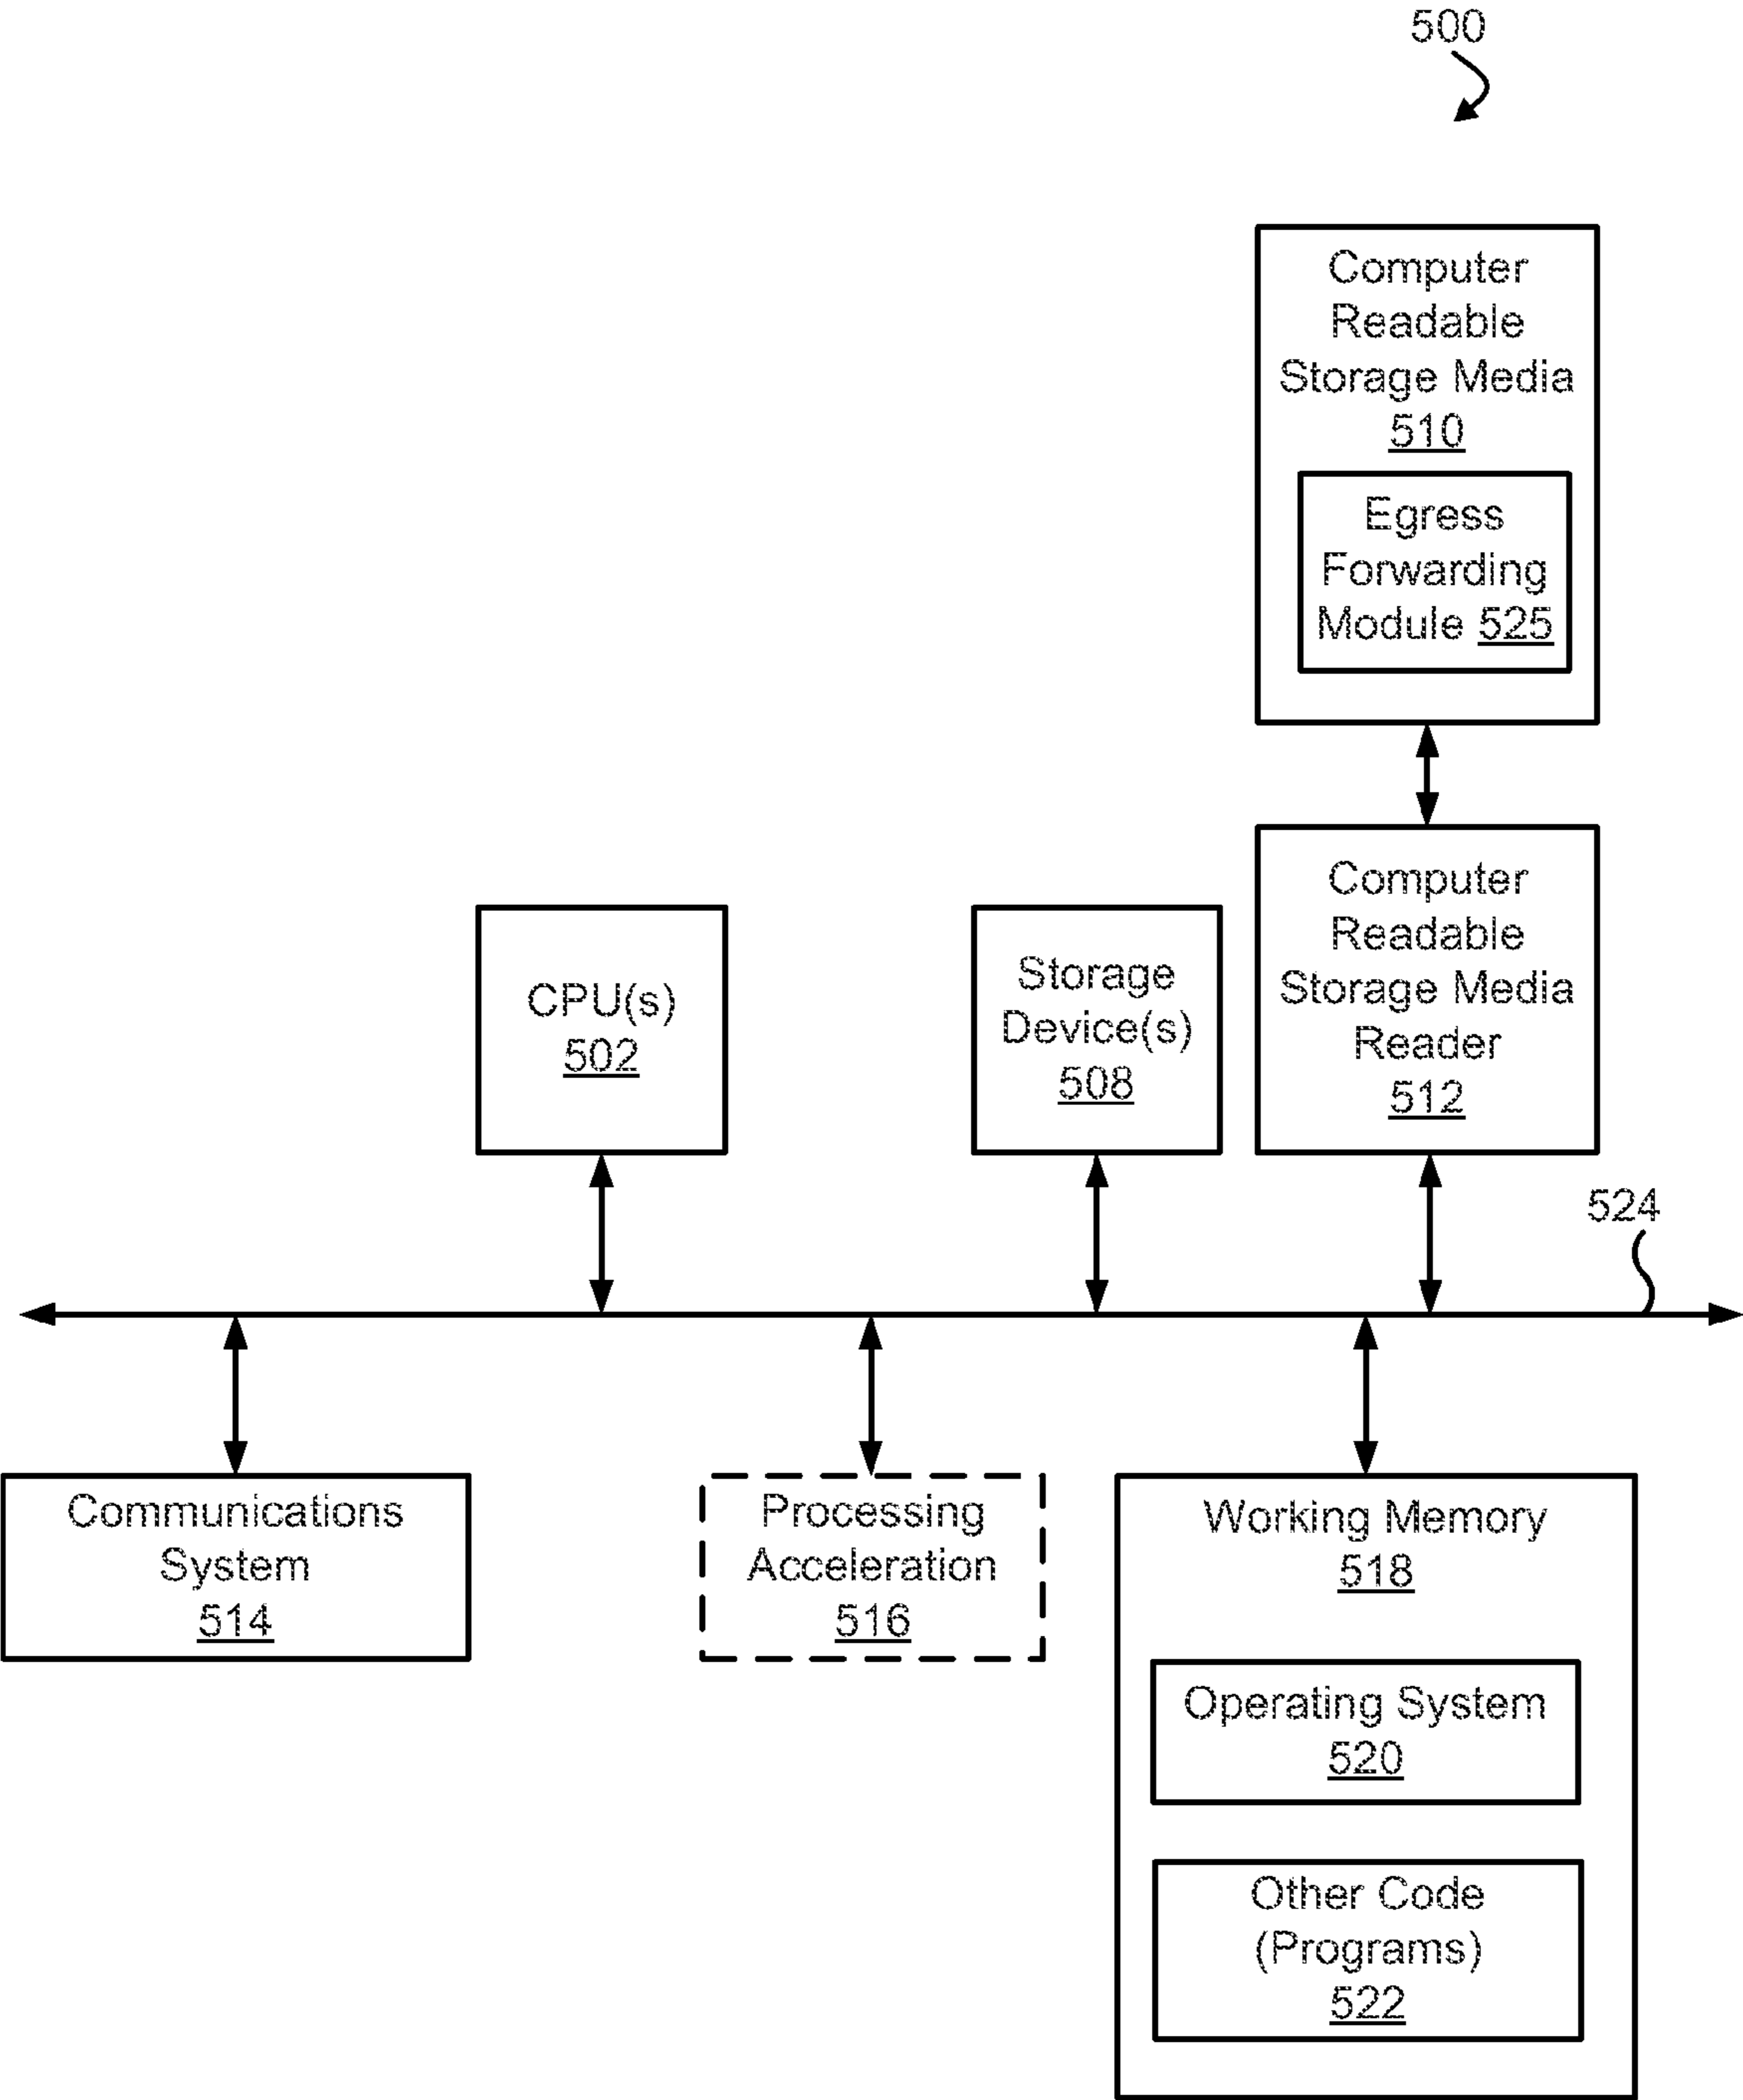 500
Computer
Readable
Storage Media
510
Egress
Forwarding
Module 525
Computer
Readable
Storage Media
Reader
512
CPU(s)
502
Storage
Device(s)
508
524
Communications
System
514
Processing
Acceleration
516
Working Memory
518
Operating System
520
Other Code
(Programs)
522